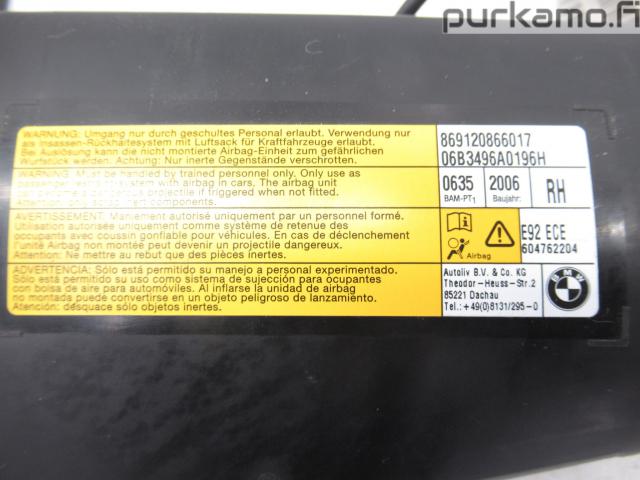 purkamo.fi
C
WARNUNG: Umgang nur durch geschultes Personal erlaubt. Verwendung nur
als Insassen-Rückhaltesystem mit Luftsack für Kraftfahrzeuge erlaubt.
Bei Auslösung kann die nicht montierte Airbag-Einheit zum gefährlichen
Wurfstück werden. Achtung: Nur inerte Gegenstände verschrotten.
WARNING: Must be handled by trained personnel only. Only use as
passenger-restraint-system with airbag in cars. The airbag unit
can become a dangerous projectile if triggered when not fitted.
Attention: only scrap inert components.
AVERTISSEMENT: Maniement autorisé uniquement par un personnel formé.
Utilisation autorisée uniquement comme système de retenue des
occupants avec coussin gonflable pour véhicules. En cas de déclenchement
l'unité Airbag non montée peut devenir un projectile dangereux.
Attention: Ne mettre au rebut que des pièces inertes.
ADVERTENCIA: Sólo está permitido su manejo a personal experimentado.
Sólo está permitido su uso como sistema de sujección para ocupantes
con bolsa de aire para automóviles. Al inflarse la unidad de airbag
no montada puede convertirse en un objeto peligroso de lanzamiento.
Atención: desquace sólo objetos inertes.
869120866017
06B3496A0196H
0635
BAM-PT1
2006
Baujahr:
RH
Airbag
E92 ECE
604762204
Autoliv B.V. & Co. KG
Theodor-Heuss-Str.2
85221 Dachau
Tel.:+49(0)8131/295-0
BMW